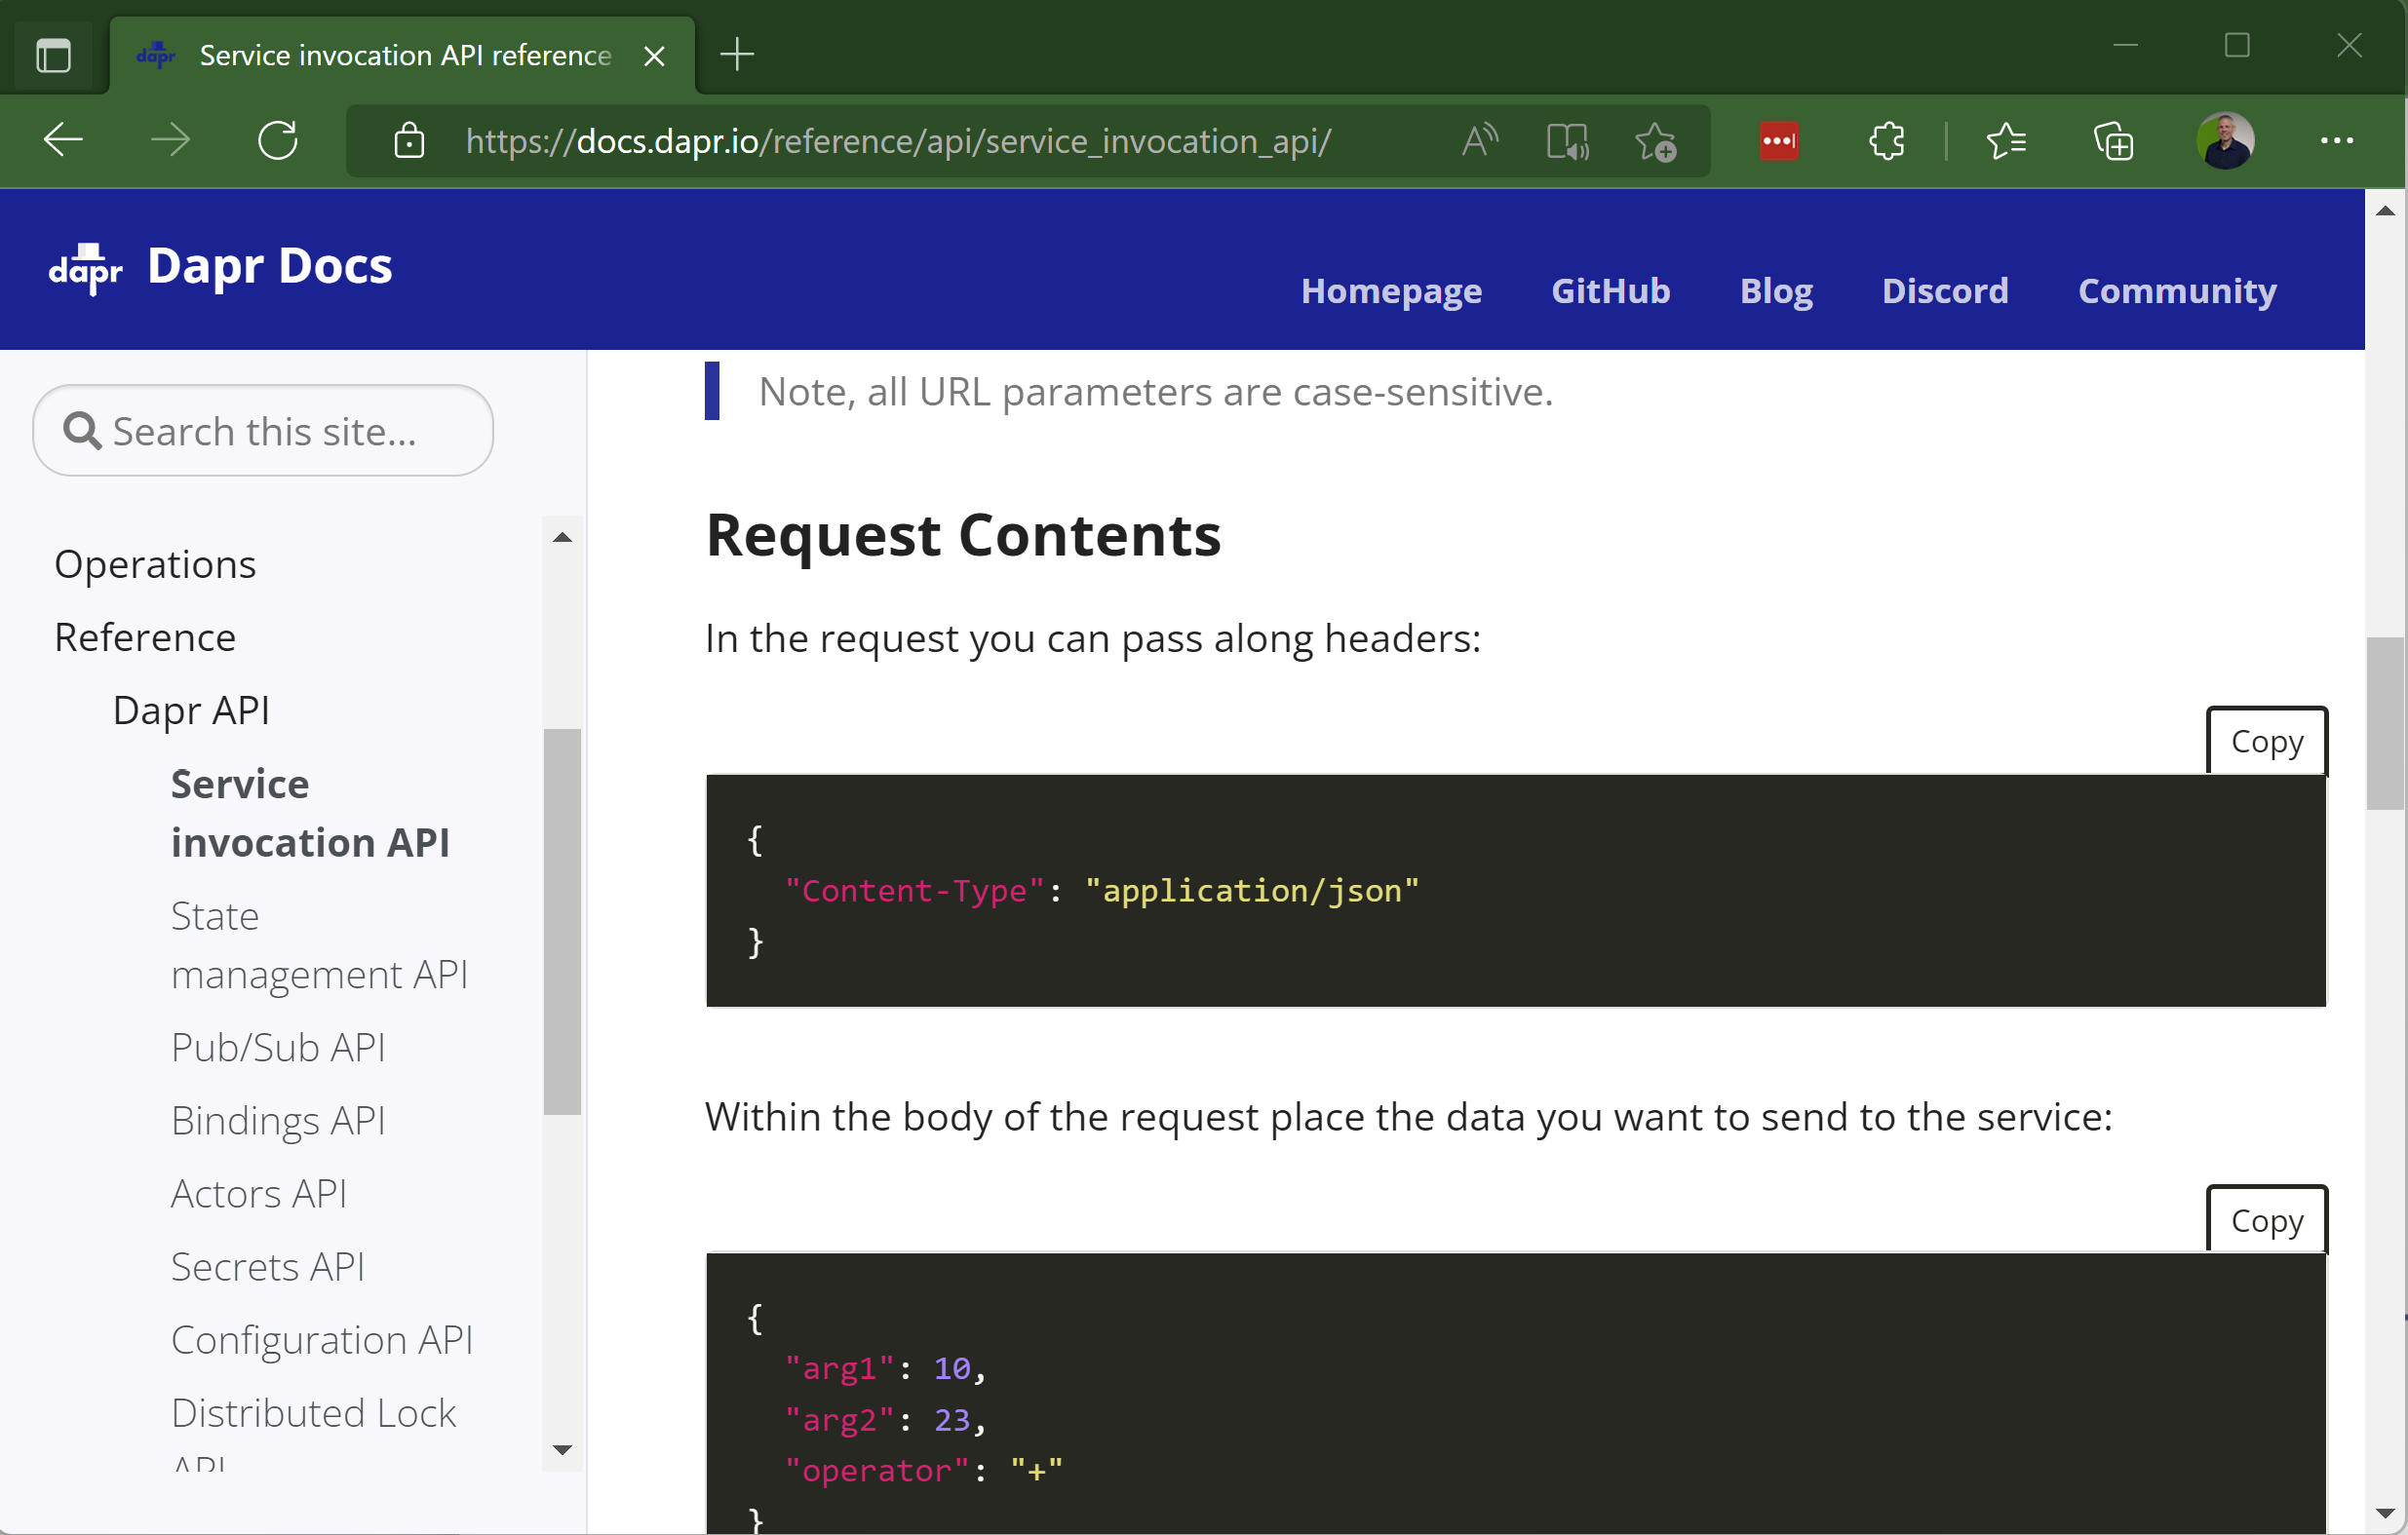 dapr Service invocation API reference
https://docs.dapr.io/reference/api/service_invocation_api/
dapr Dapr Docs
Homepage GitHub Blog Discord Community
Search this site...
Operations
Reference
Dapr API
Service
invocation API
State
management API
Pub/Sub API
Bindings API
Actors API
Secrets API
Configuration API
Distributed Lock
API
Note, all URL parameters are case-sensitive.
Request Contents
In the request you can pass along headers:
Copy
{
"Content-Type": "application/json"
}
Within the body of the request place the data you want to send to the service:
Copy
{
"arg1": 10,
"arg2": 23,
"operator": "+"
}